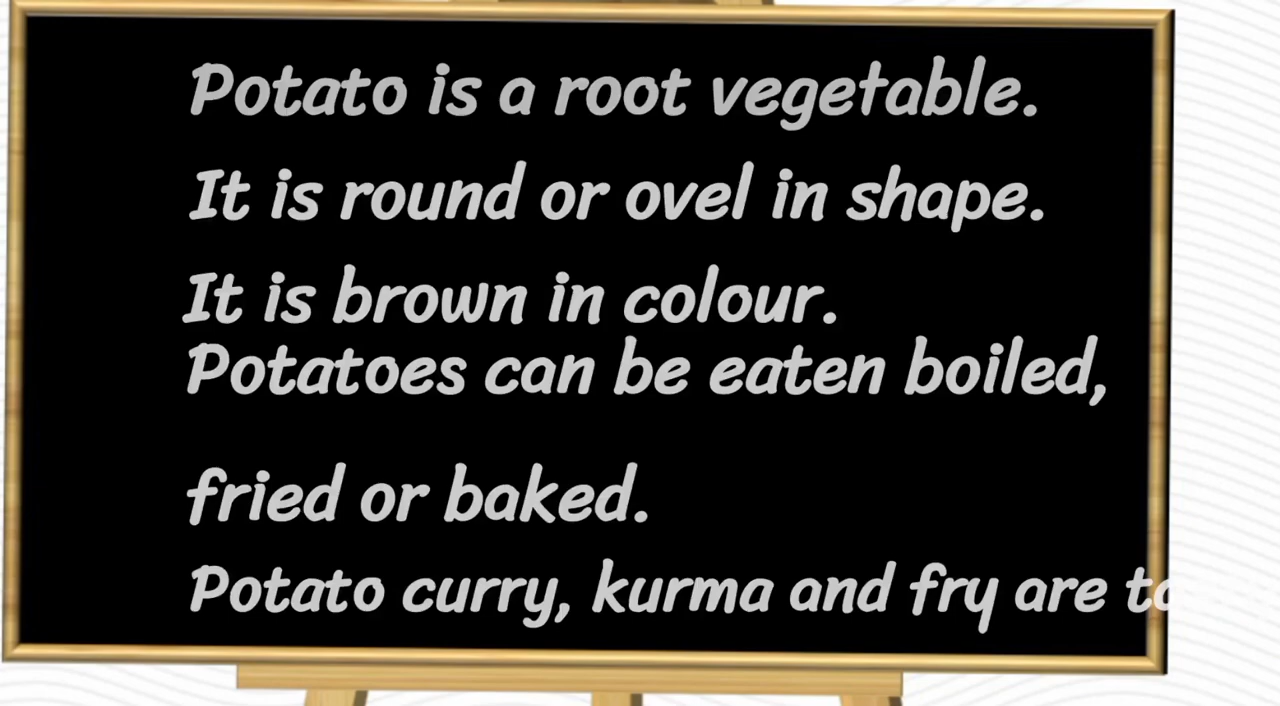 Potato is a root vegetable.
It is round or ovel in shape.
It is brown in colour.
Potatoes can be eaten boiled,
fried or baked.
Potato curry, kurma and fry are